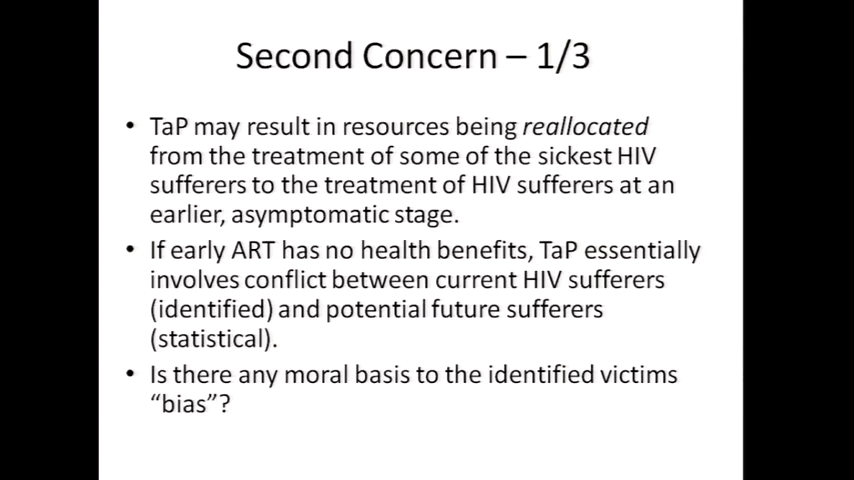 Second Concern – 1/3
• TaP may result in resources being reallocated
from the treatment of some of the sickest HIV
sufferers to the treatment of HIV sufferers at an
earlier, asymptomatic stage.
• If early ART has no health benefits, TaP essentially
involves conflict between current HIV sufferers
(identified) and potential future sufferers
(statistical).
• Is there any moral basis to the identified victims
“bias”?